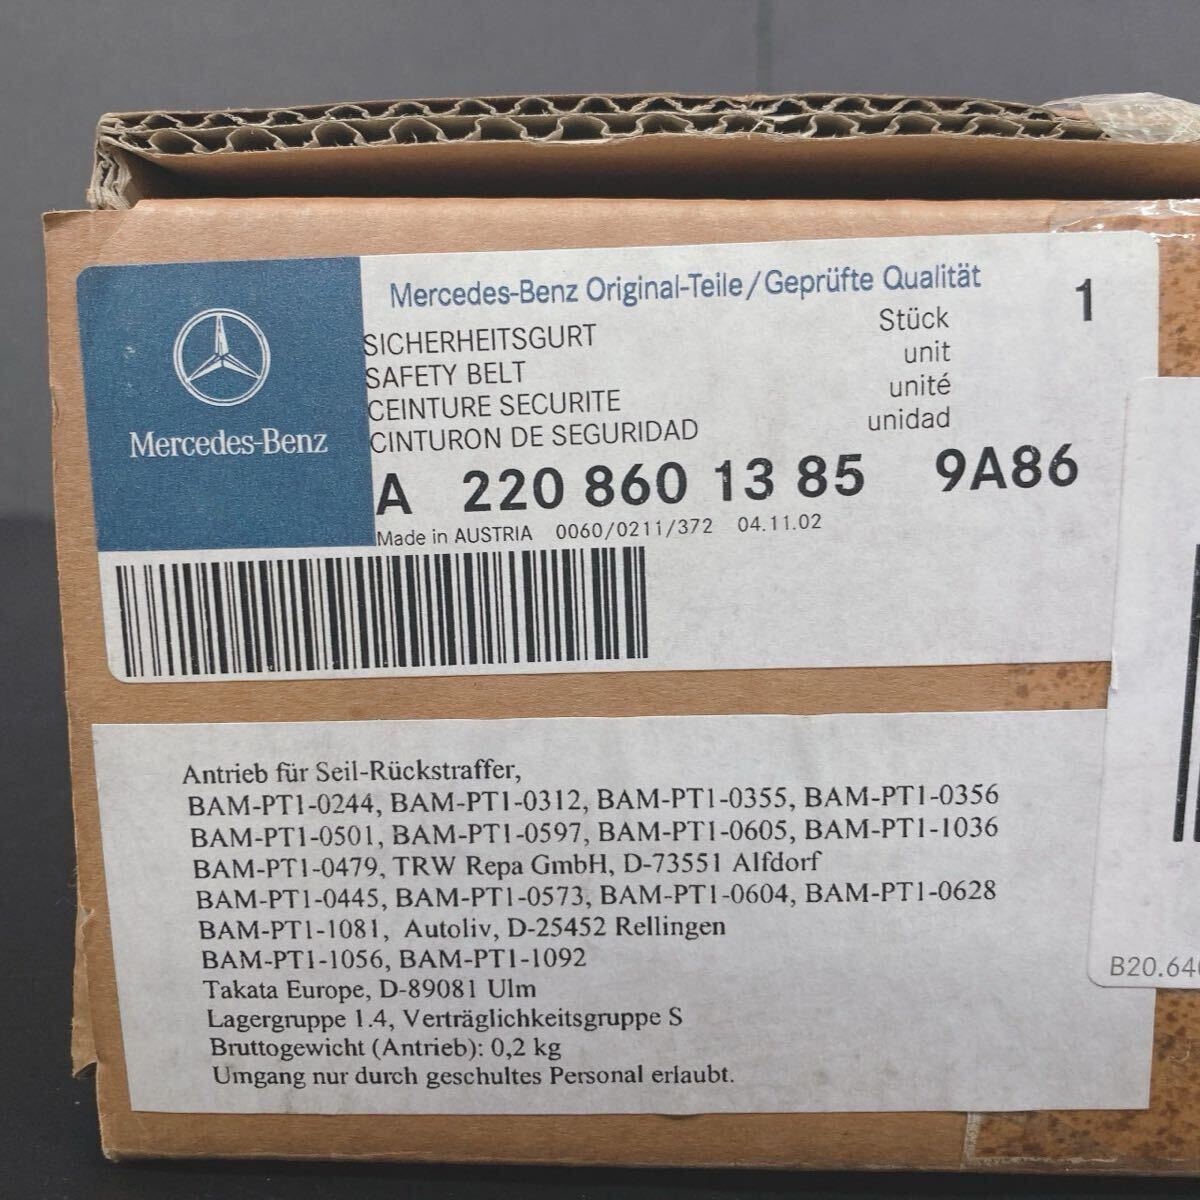 Mercedes-Benz
Mercedes-Benz Original-Teile/Geprüfte Qualität
SICHERHEITSGURT
SAFETY BELT
CEINTURE SECURITE
CINTURON DE SEGURIDAD
Stück
unit
unité
unidad
1
A 220 860 13 85 9A86
Made in AUSTRIA 0060/0211/372 04.11.02
Antrieb für Seil-Rückstraffer,
BAM-PT1-0244, BAM-PT1-0312, BAM-PT1-0355, BAM-PT1-0356
BAM-PT1-0501, BAM-PT1-0597, BAM-PT1-0605, BAM-PT1-1036
BAM-PT1-0479, TRW Repa GmbH, D-73551 Alfdorf
BAM-PT1-0445, BAM-PT1-0573, BAM-PT1-0604, BAM-PT1-0628
BAM-PT1-1081, Autoliv, D-25452 Rellingen
BAM-PT1-1056, BAM-PT1-1092
Takata Europe, D-89081 Ulm
Lagergruppe 1.4, Verträglichkeitsgruppe S
Bruttogewicht (Antrieb): 0,2 kg
Umgang nur durch geschultes Personal erlaubt.